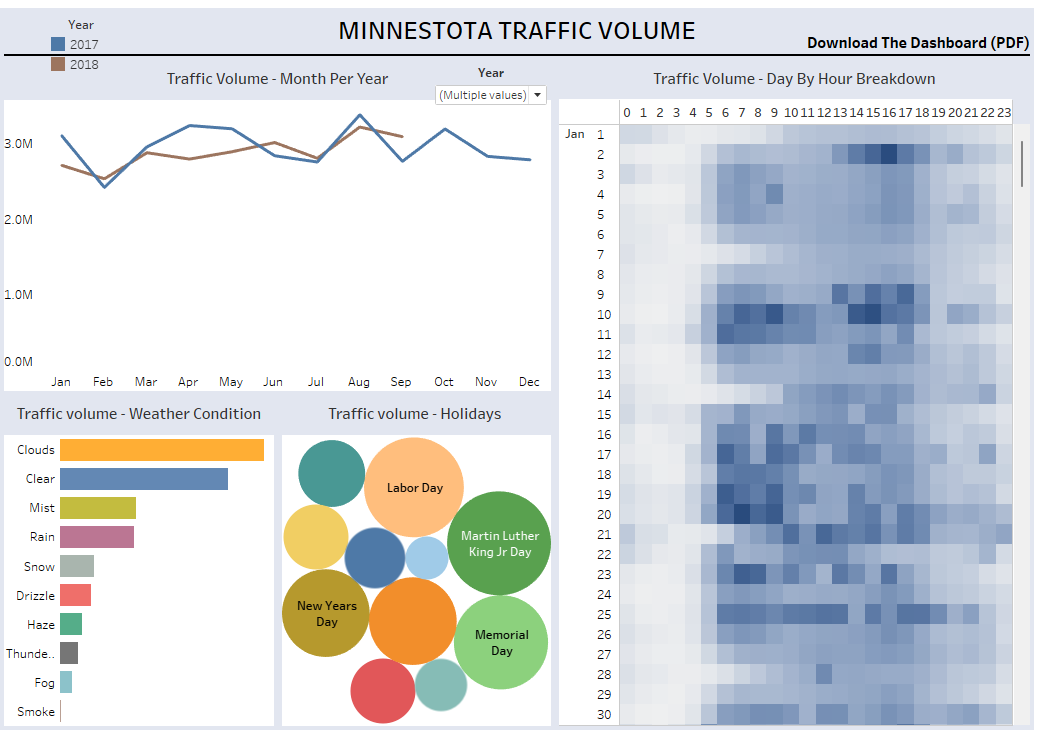 Year
2017
2018
MINNESTOTA TRAFFIC VOLUME
Download The Dashboard (PDF)
Traffic Volume - Month Per Year
Year
(Multiple values)
3.0M
2.0M
1.0M
0.0M
Jan Feb Mar Apr May Jun Jul Aug Sep Oct Nov Dec
Traffic Volume - Day By Hour Breakdown
0 1 2 3 4 5 6 7 8 9 10 11 12 13 14 15 16 17 18 19 20 21 22 23
Jan 1
2
3
4
5
6
7
8
9
10
11
12
13
14
15
16
17
18
19
20
21
22
23
24
25
26
27
28
29
30
Traffic volume - Weather Condition
Clouds
Clear
Mist
Rain
Snow
Drizzle
Haze
Thunde..
Fog
Smoke
Traffic volume - Holidays
Labor Day
Martin Luther
King Jr Day
New Years
Day
Memorial
Day